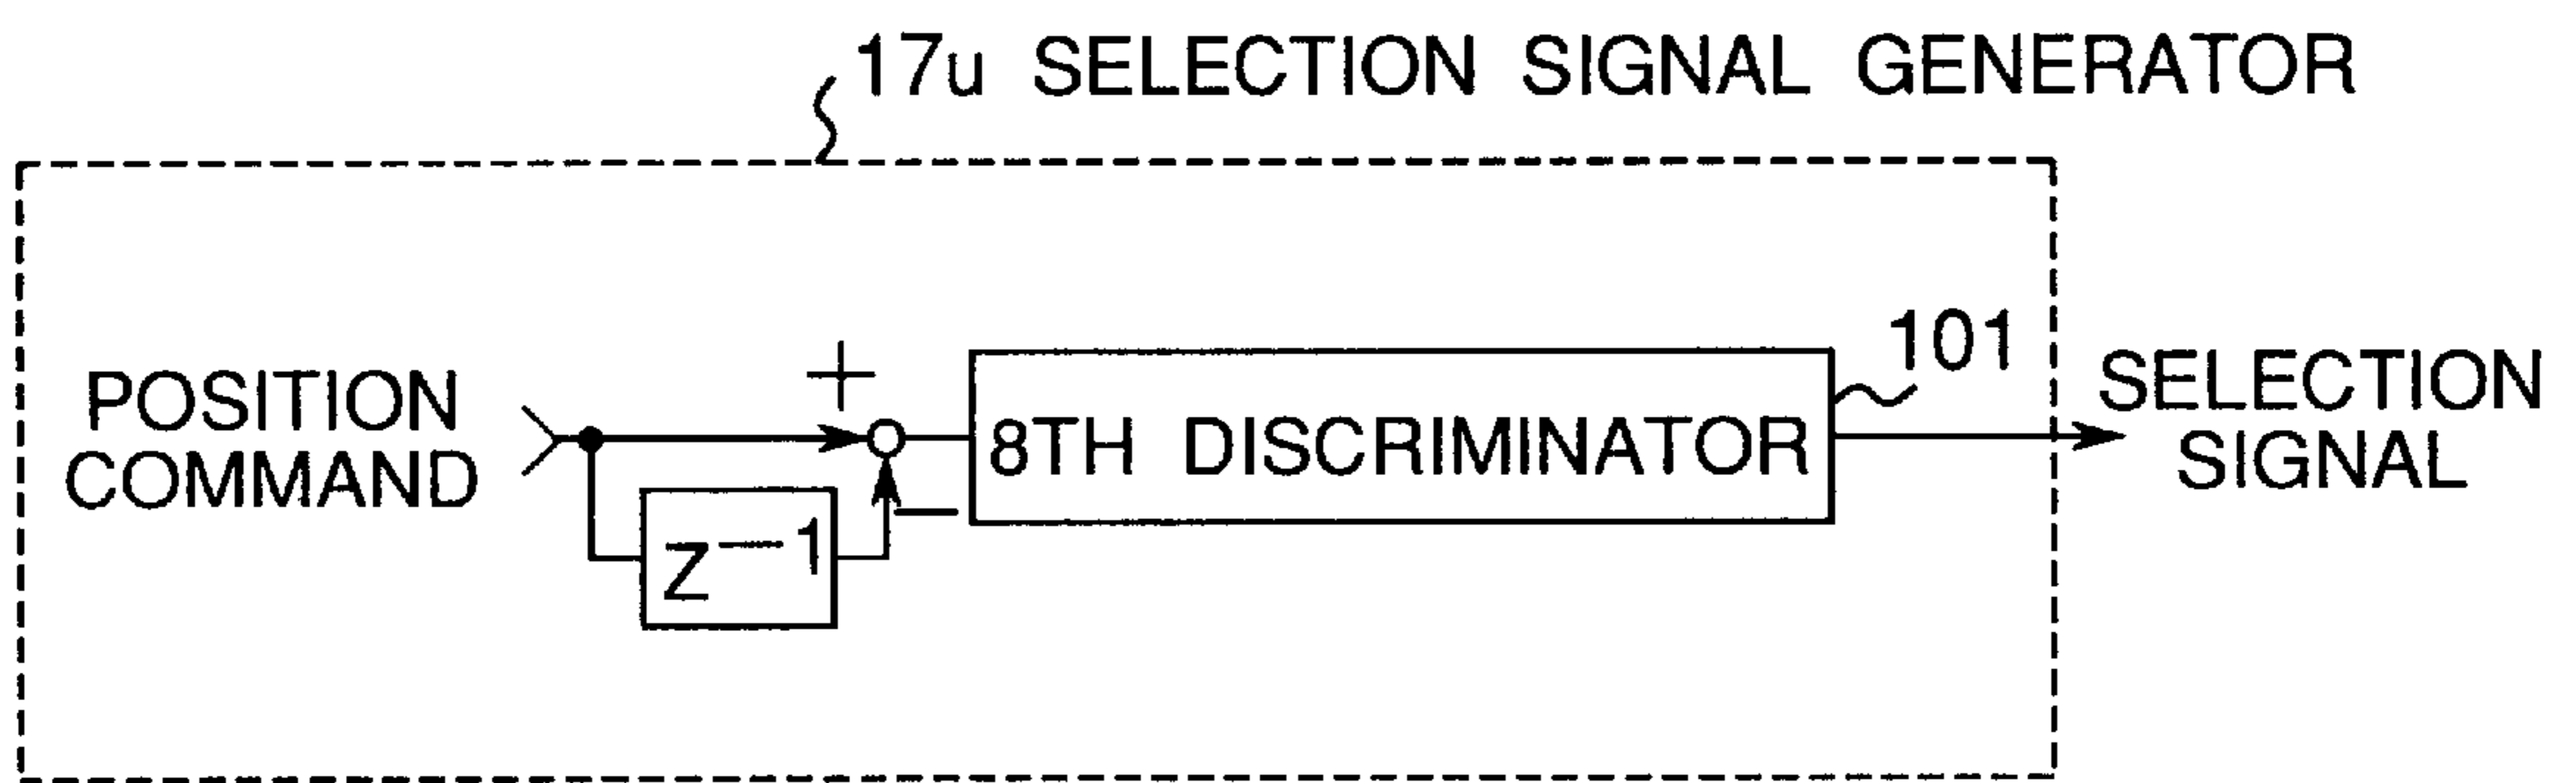 17u SELECTION SIGNAL GENERATOR
POSITION
COMMAND
+
−
Z⁻¹
8TH DISCRIMINATOR
101
SELECTION
SIGNAL